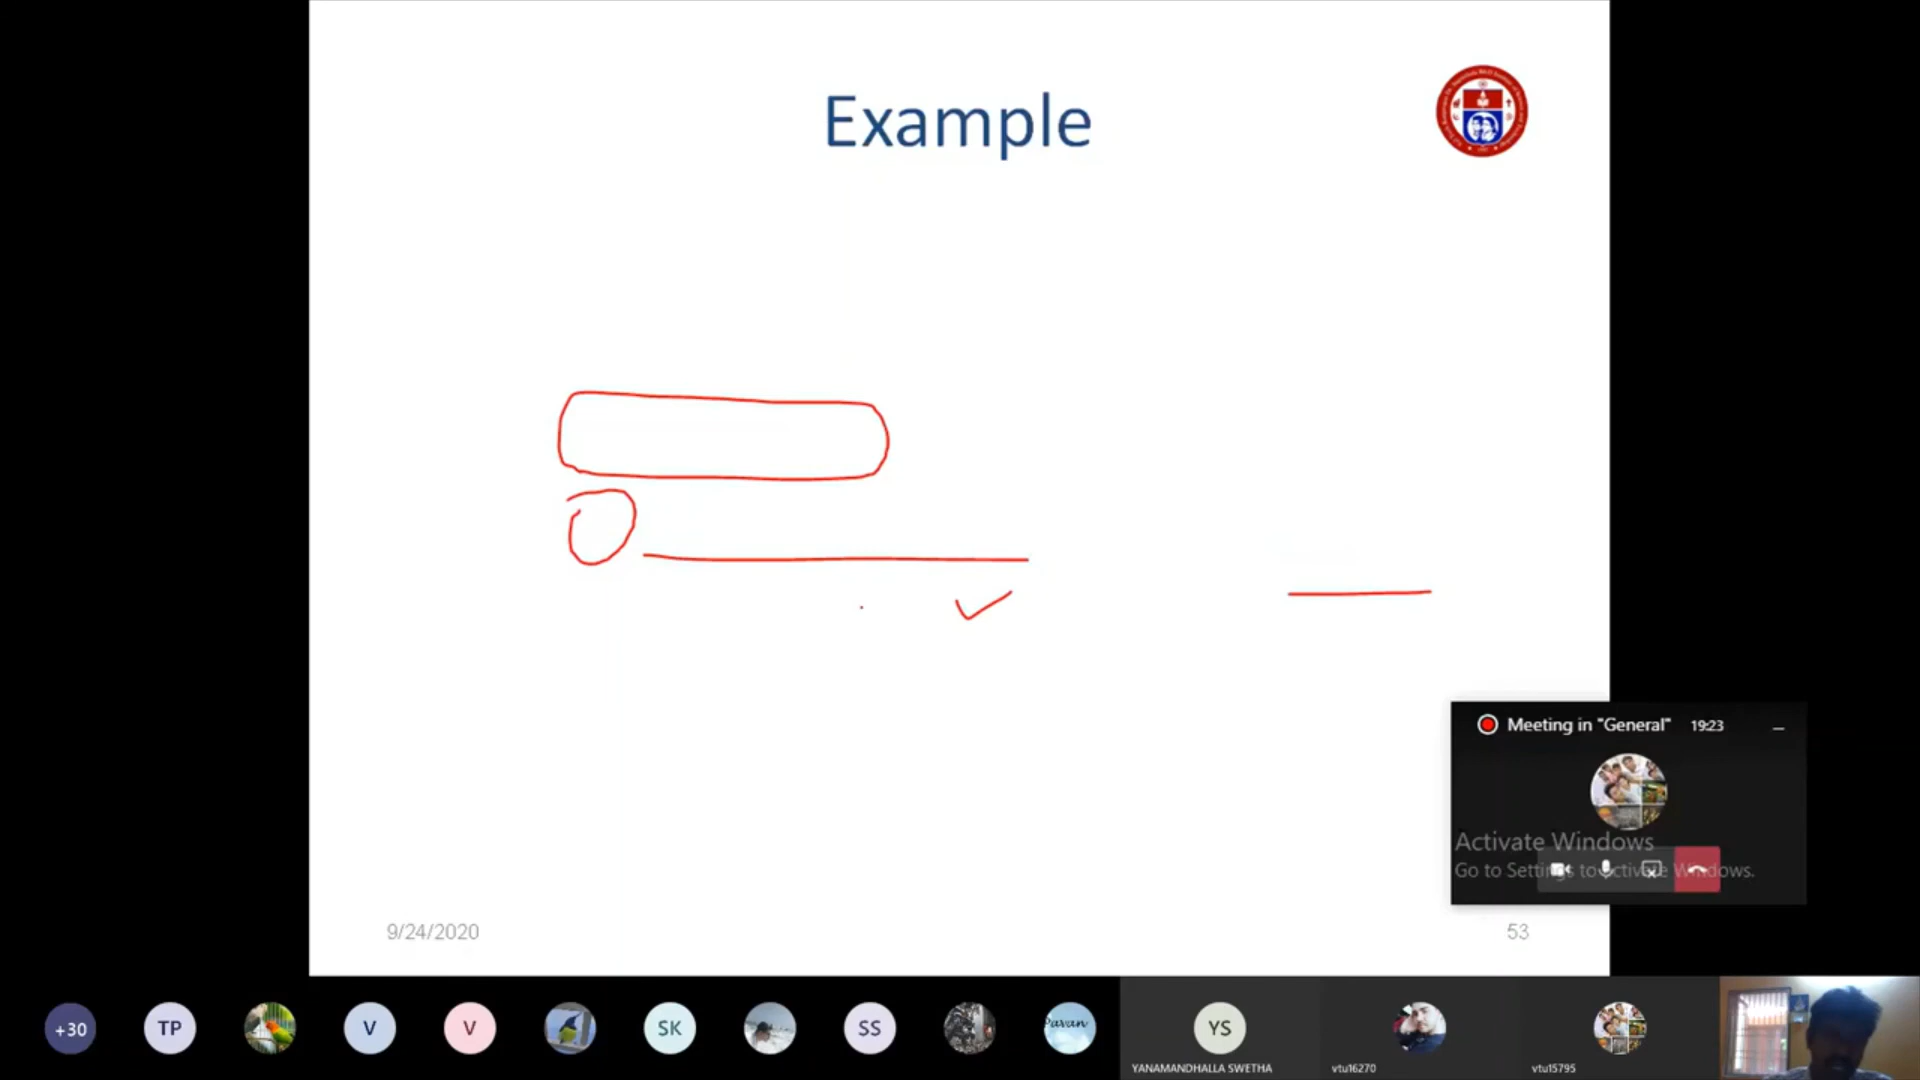 Example
Meeting in "General" 19:23
Activate Windows
Go to Settings to activate Windows.
9/24/2020
53
+30
TP
V
V
SK
SS
Pavan
YS
YANAMANDHALLA SWETHA
vtu16270
vtu15795